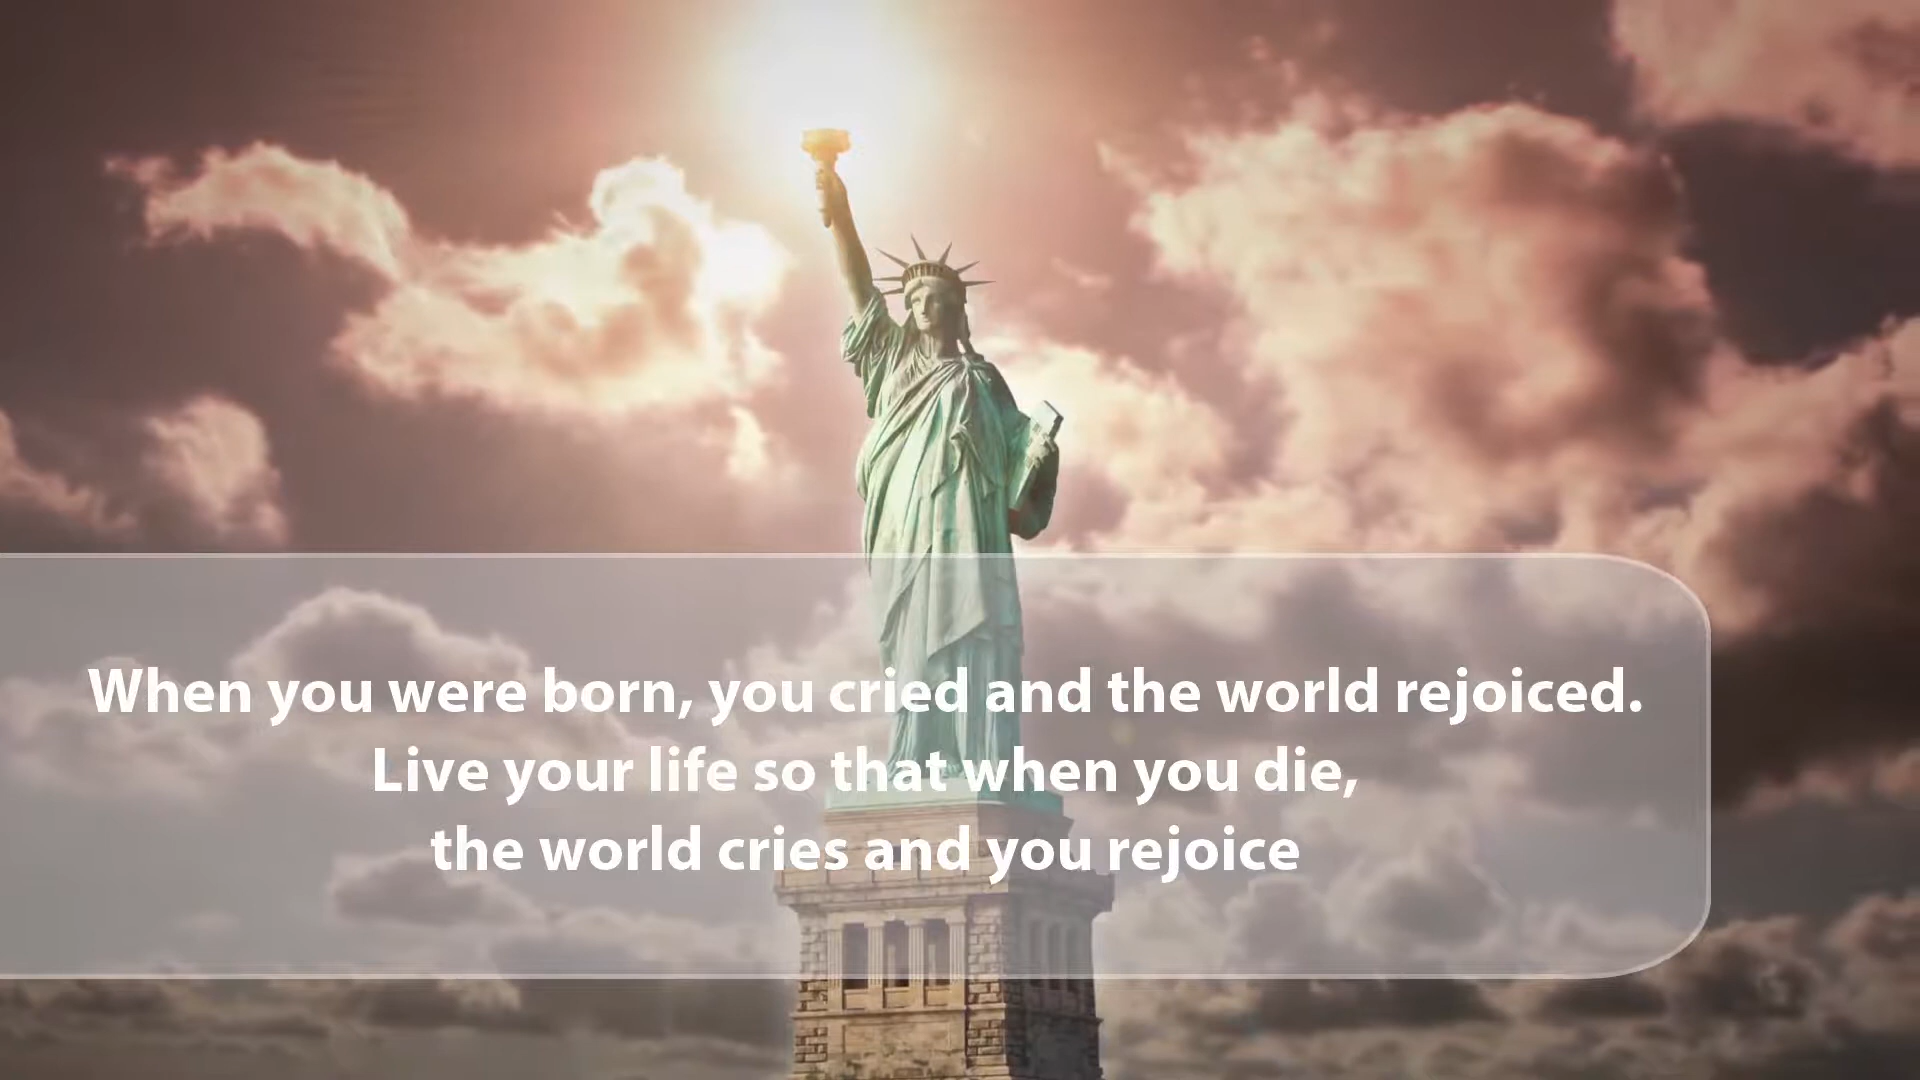 When you were born, you cried and the world rejoiced.
Live your life so that when you die,
the world cries and you rejoice